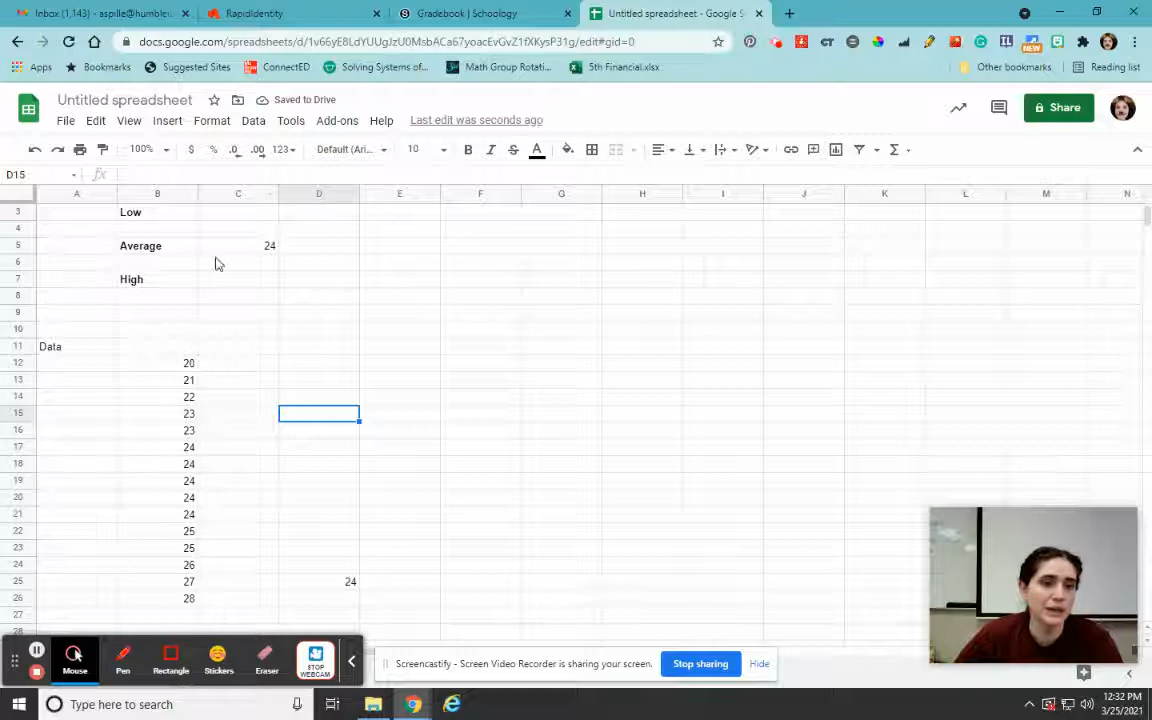 Inbox (1,143) - aspille@humbleu
RapidIdentity
Gradebook | Schoology
Untitled spreadsheet - Google S
docs.google.com/spreadsheets/d/1v66yE8LdYUUgJzU0MsbACa67yoacEvGvZ1fXKysP31g/edit#gid=0
Apps Bookmarks Suggested Sites ConnectED Solving Systems of... Math Group Rotati... 5th Financial.xlsx Other bookmarks Reading list
NEW
Untitled spreadsheet Saved to Drive
Share
File Edit View Insert Format Data Tools Add-ons Help Last edit was seconds ago
100% $ % .0 .00 123 Default (Ari... 10 B I S A
D15 fx
A B C D E F G H I J K L M N
3 Low
4
5 Average 24
6
7 High
8
9
10
11 Data
12 20
13 21
14 22
15 23
16 23
17 24
18 24
19 24
20 24
21 24
22 25
23 25
24 26
25 27 24
26 28
27
28
Mouse Pen Rectangle Stickers Eraser STOP WEBCAM
Screencastify - Screen Video Recorder is sharing your screen. Stop sharing Hide
Type here to search
12:32 PM
3/25/2021